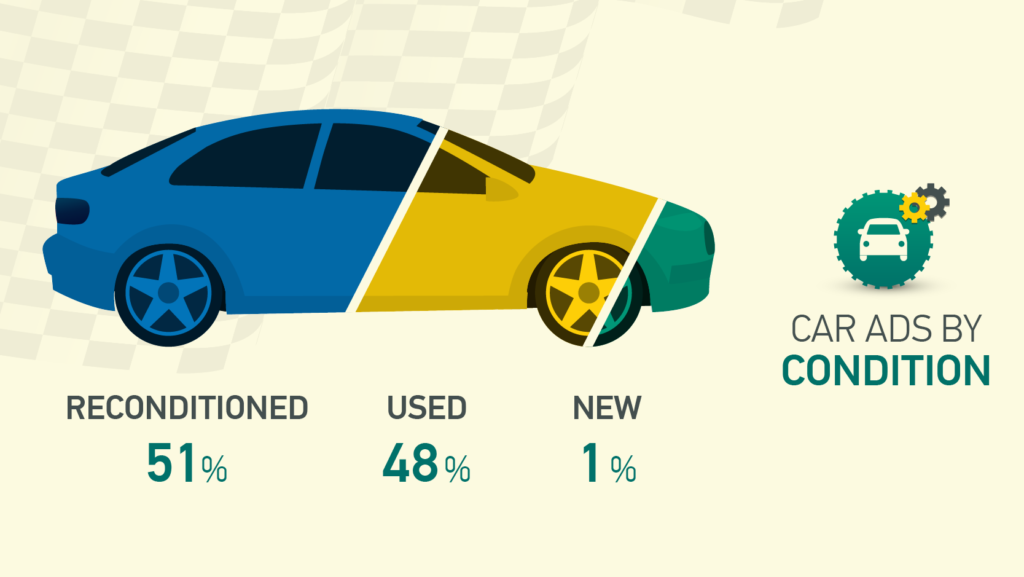 CAR ADS BY
CONDITION
RECONDITIONED USED NEW
51% 48% 1%